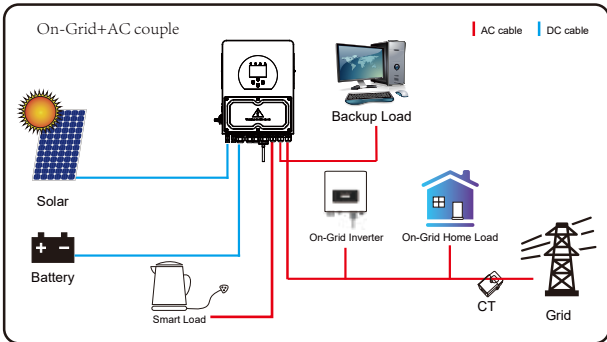 On-Grid+AC couple
AC cable
DC cable
Backup Load
Solar
On-Grid Inverter
On-Grid Home Load
Battery
CT
Grid
Smart Load